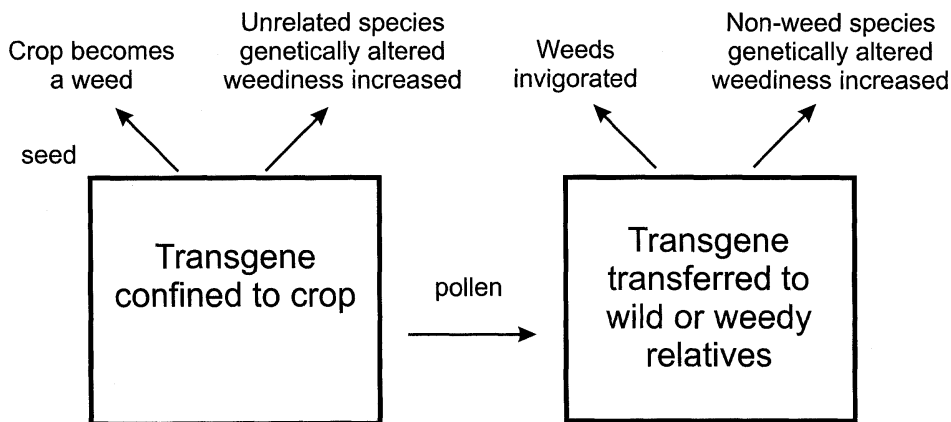 Crop becomes
a weed
Unrelated species
genetically altered
weediness increased
Weeds
invigorated
Non-weed species
genetically altered
weediness increased
seed
Transgene
confined to crop
pollen
Transgene
transferred to
wild or weedy
relatives